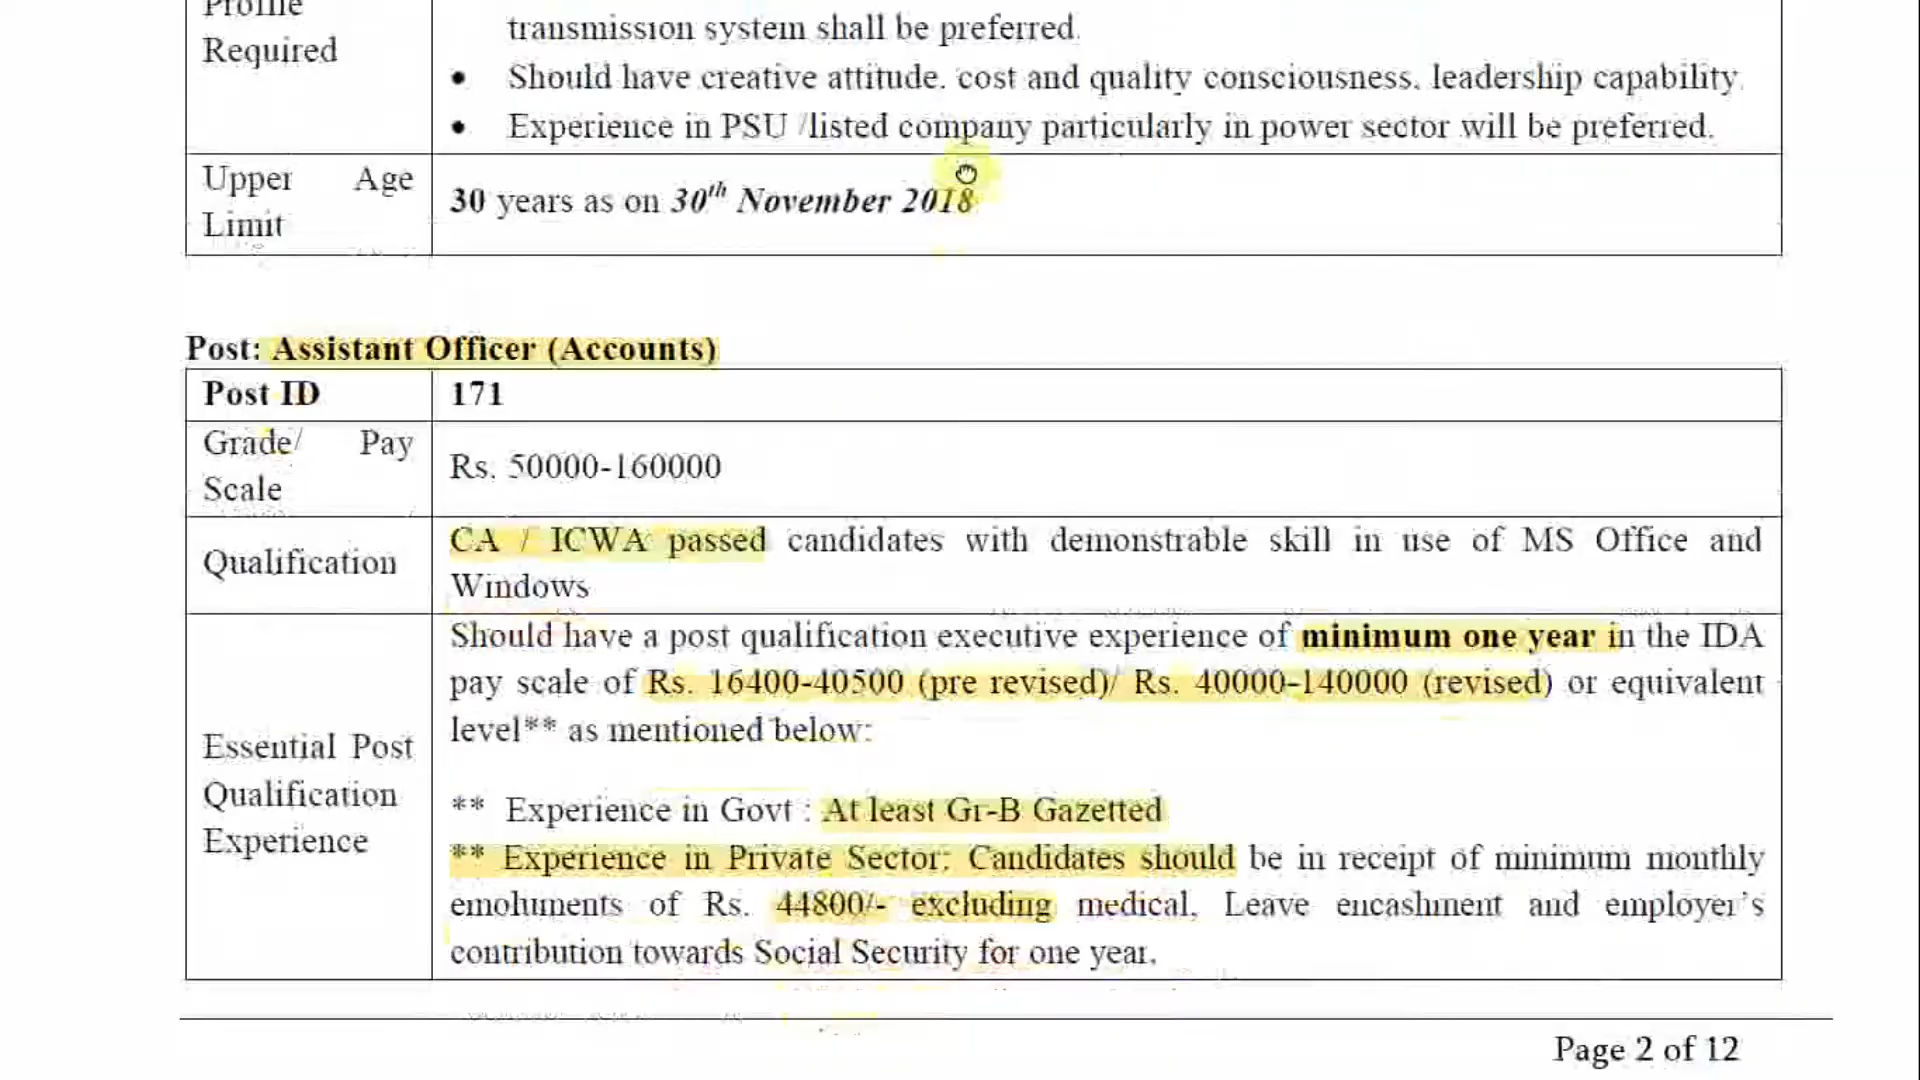 Profile
Required
transmission system shall be preferred.
• Should have creative attitude, cost and quality consciousness, leadership capability.
• Experience in PSU /listed company particularly in power sector will be preferred.
Upper Age
Limit
30 years as on 30th November 2018
Post: Assistant Officer (Accounts)
Post ID 171
Grade/ Pay
Scale
Rs. 50000-160000
Qualification
CA / ICWA passed candidates with demonstrable skill in use of MS Office and
Windows
Essential Post
Qualification
Experience
Should have a post qualification executive experience of minimum one year in the IDA
pay scale of Rs. 16400-40500 (pre revised)/ Rs. 40000-140000 (revised) or equivalent
level** as mentioned below:
** Experience in Govt : At least Gr-B Gazetted
** Experience in Private Sector: Candidates should be in receipt of minimum monthly
emoluments of Rs. 44800/- excluding medical, Leave encashment and employer's
contribution towards Social Security for one year.
Page 2 of 12